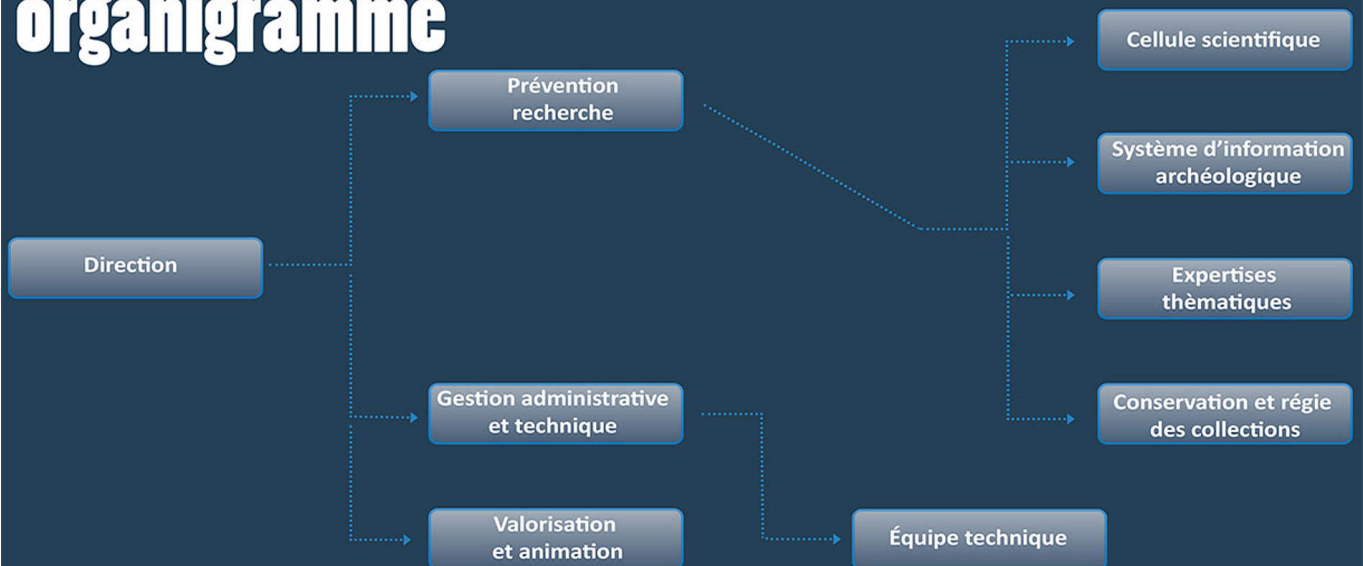 organigramme
Prévention
recherche
Direction
Gestion administrative
et technique
Valorisation
et animation
Équipe technique
Cellule scientifique
Système d’information
archéologique
Expertises
thèmatiques
Conservation et régie
des collections